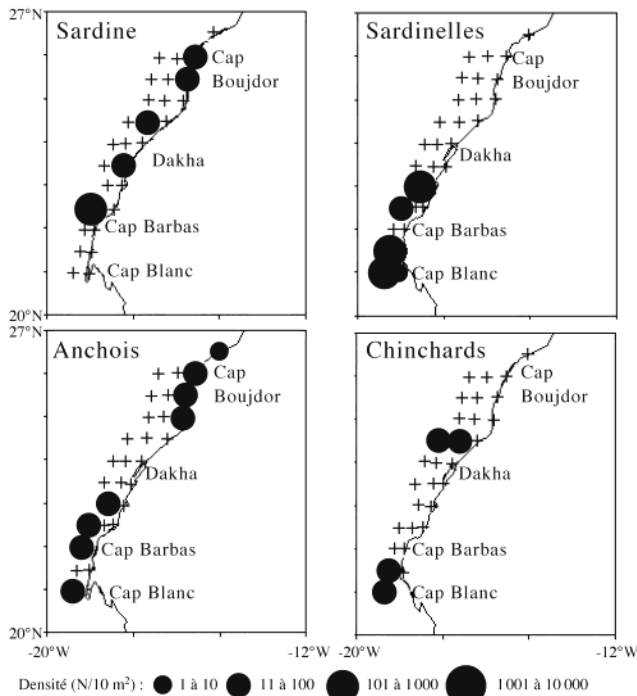 27°N
Sardine
Cap
Boujdor
Dakha
Cap Barbas
Cap Blanc
20°N
Sardinelles
Cap
Boujdor
Dakha
Cap Barbas
Cap Blanc
27°N
Anchois
Cap
Boujdor
Dakha
Cap Barbas
Cap Blanc
20°N
-20°W
-12°W
Chinchards
Cap
Boujdor
Dakha
Cap Barbas
Cap Blanc
-20°W
-12°W
Densité (N/10 m²) : 1 à 10 11 à 100 101 à 1000 1001 à 10 000